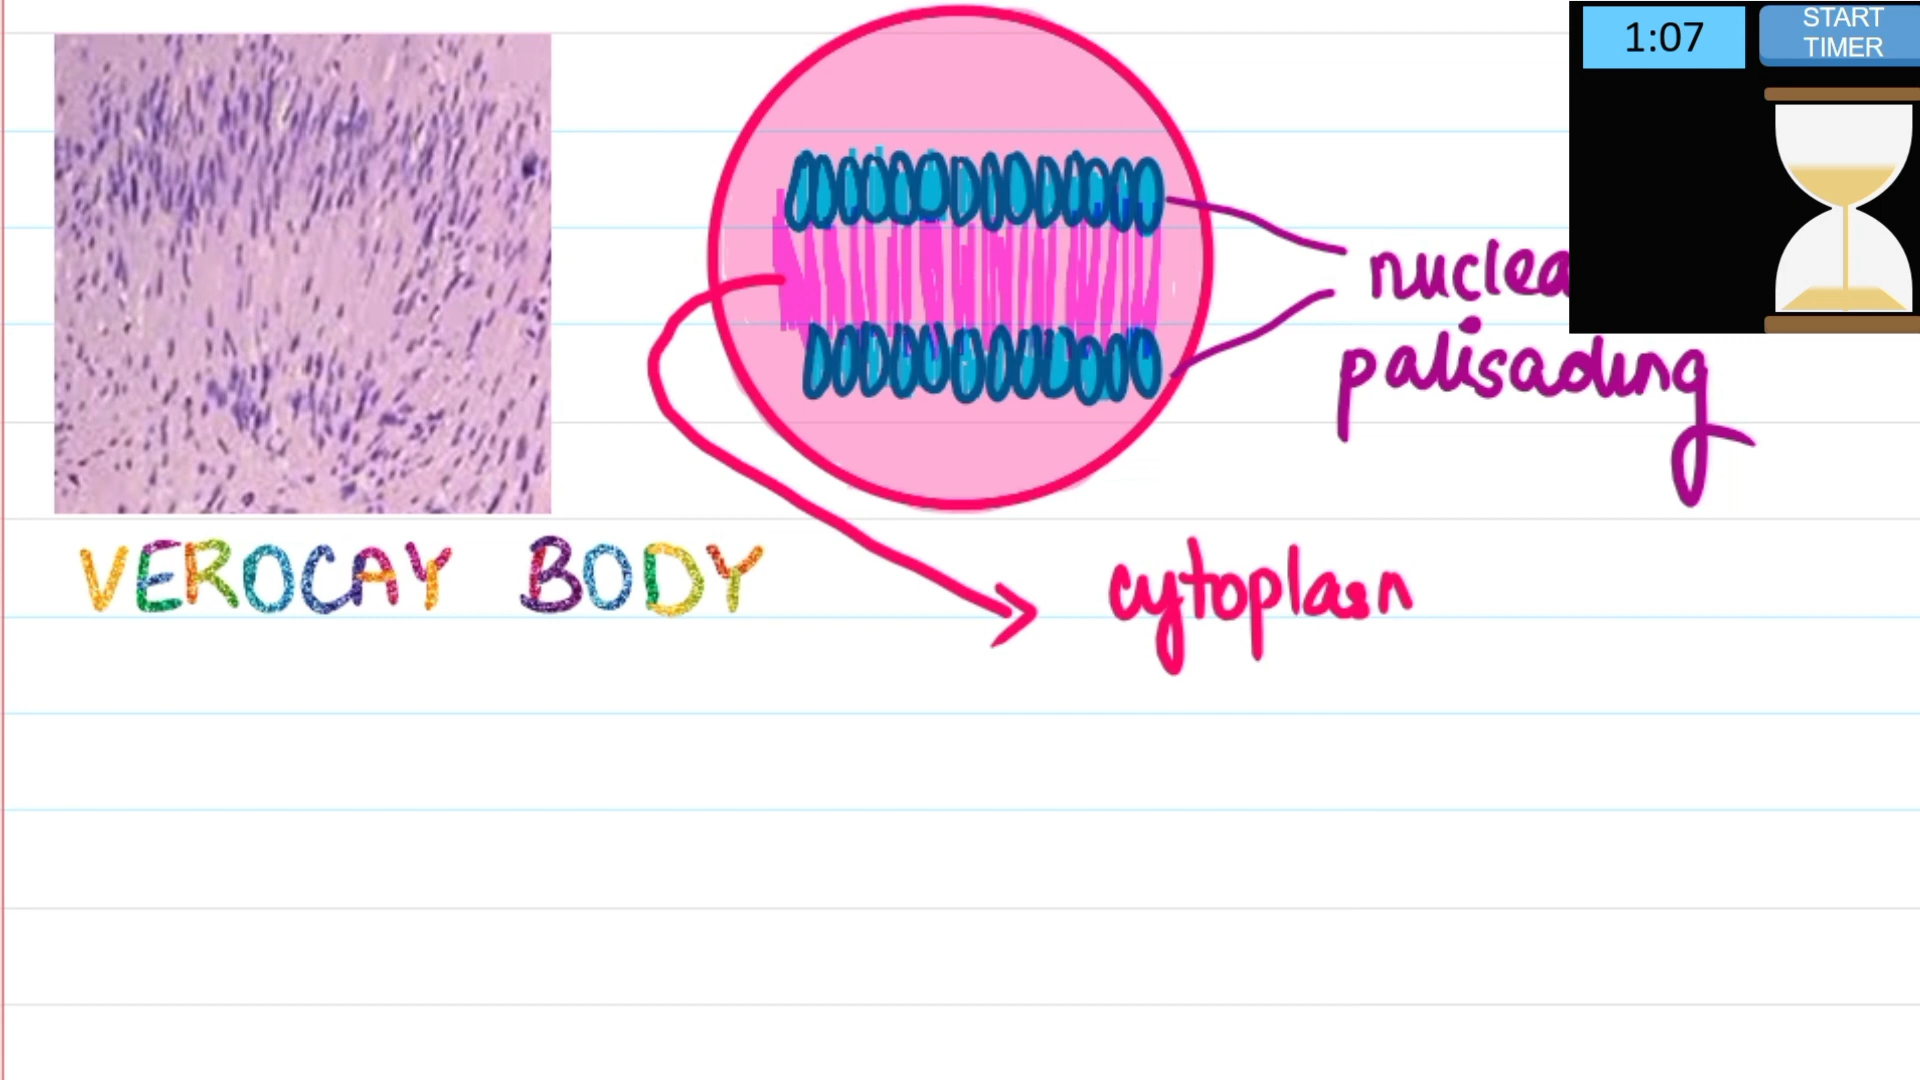 1:07
START
TIMER
nuclea
palisading
VEROCAY BODY
cytoplasm